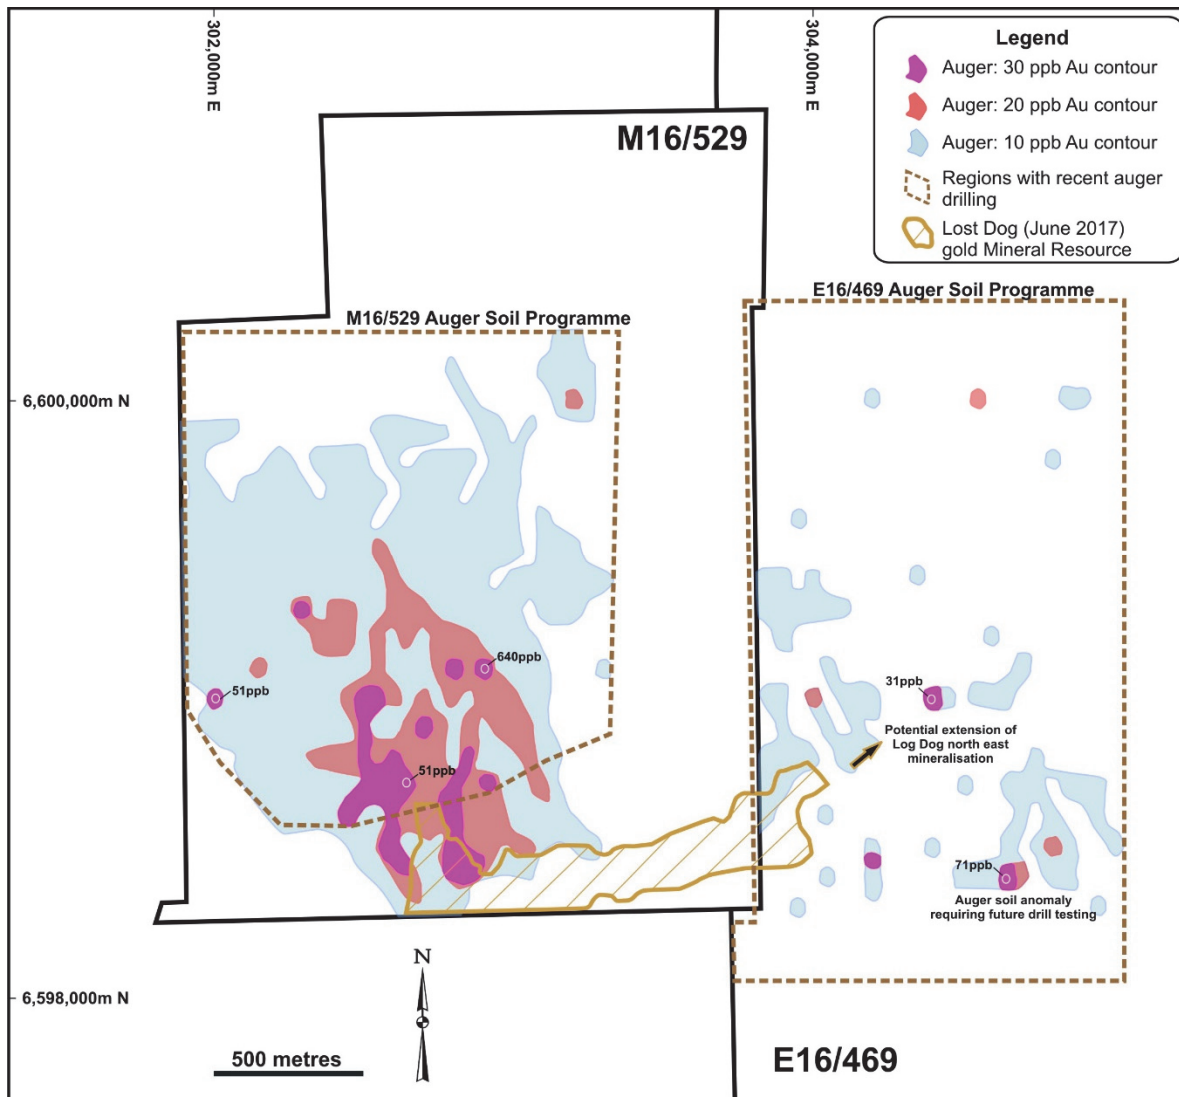 302,000m E
304,000m E
Legend
Auger: 30 ppb Au contour
Auger: 20 ppb Au contour
Auger: 10 ppb Au contour
Regions with recent auger
drilling
Lost Dog (June 2017)
gold Mineral Resource
M16/529
E16/469 Auger Soil Programme
M16/529 Auger Soil Programme
6,600,000m N
640ppb
51ppb
31ppb
Potential extension of
Log Dog north east
mineralisation
51ppb
71ppb
Auger soil anomaly
requiring future drill testing
N
6,598,000m N
500 metres
E16/469